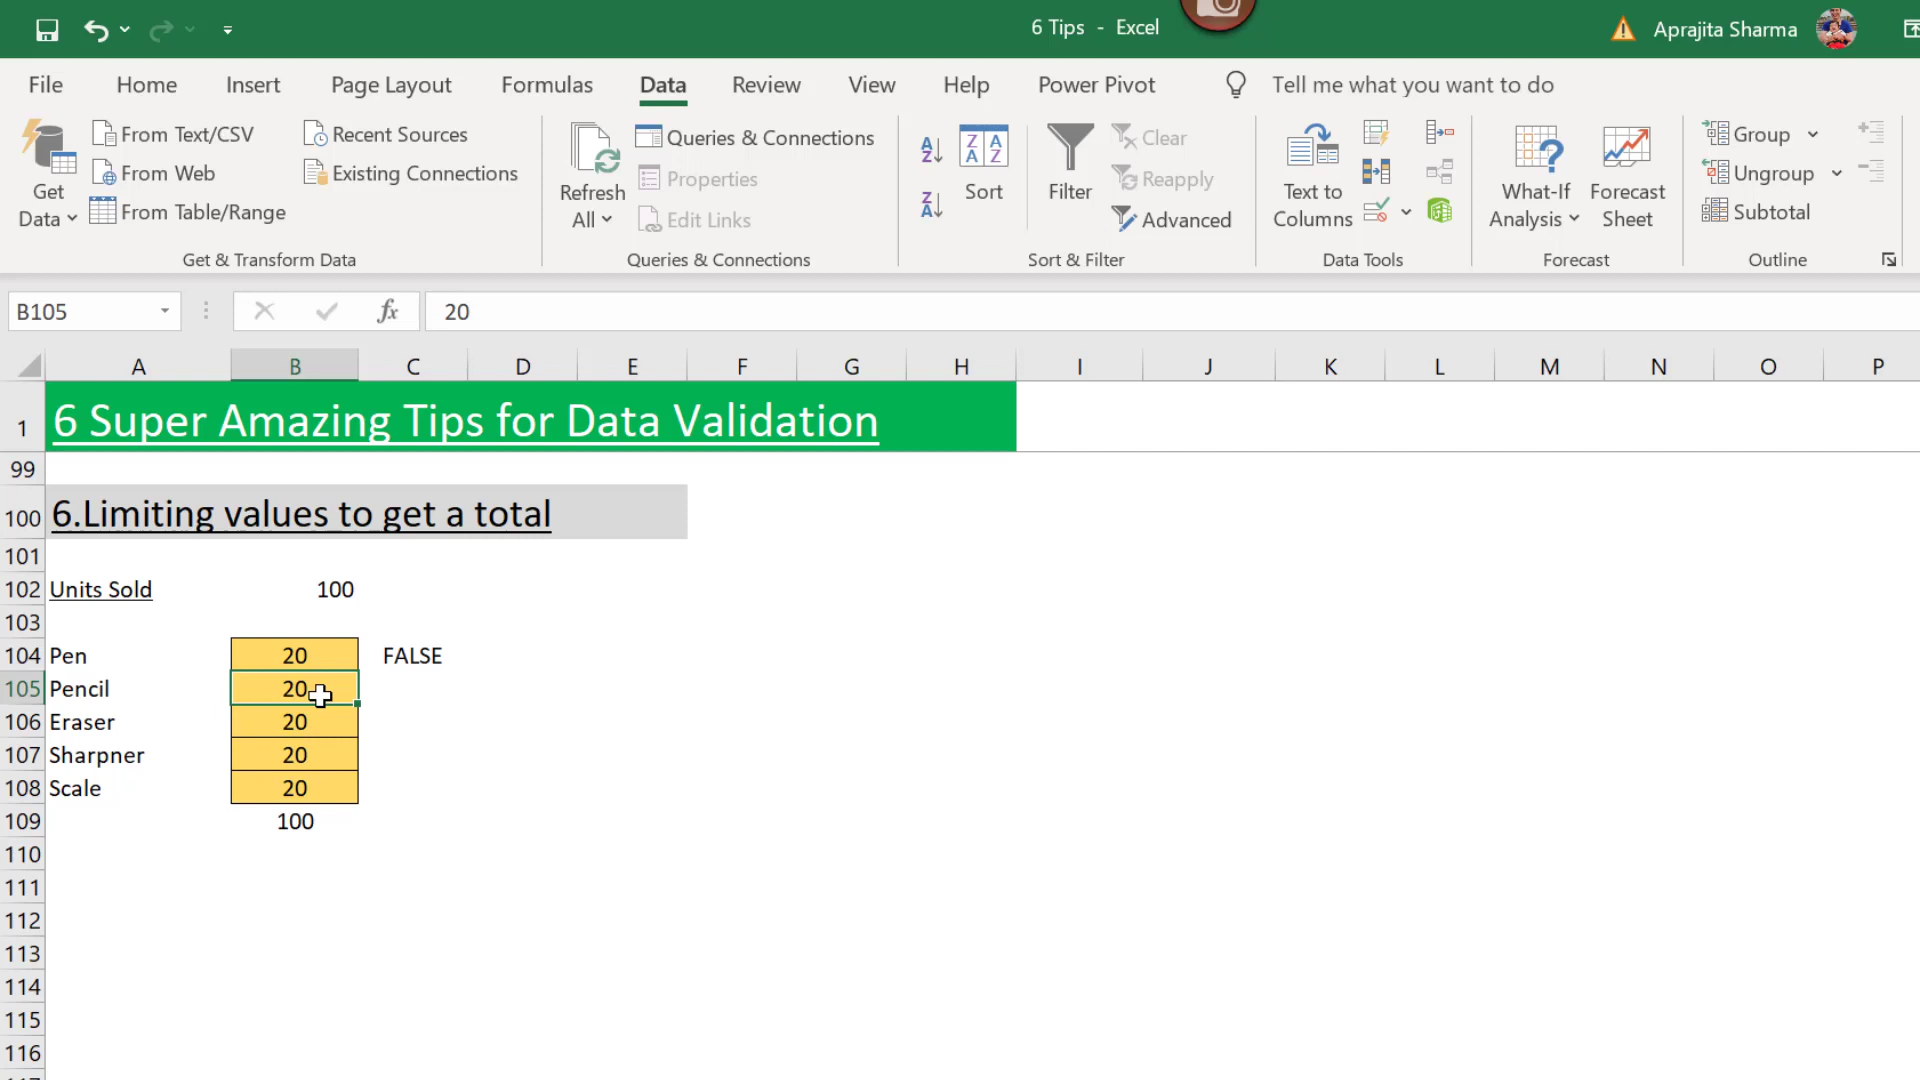 6 Tips - Excel
Aprajita Sharma
File Home Insert Page Layout Formulas Data Review View Help Power Pivot Tell me what you want to do
Get Data
From Text/CSV
From Web
From Table/Range
Recent Sources
Existing Connections
Get & Transform Data
Refresh All
Queries & Connections
Properties
Edit Links
Queries & Connections
Sort
Filter
Clear
Reapply
Advanced
Sort & Filter
Text to Columns
Data Tools
What-If Analysis
Forecast Sheet
Forecast
Group
Ungroup
Subtotal
Outline
B105 fx 20
A B C D E F G H I J K L M N O P
1 6 Super Amazing Tips for Data Validation
99
100 6.Limiting values to get a total
101
102 Units Sold 100
103
104 Pen 20 FALSE
105 Pencil 20
106 Eraser 20
107 Sharpner 20
108 Scale 20
109 100
110
111
112
113
114
115
116